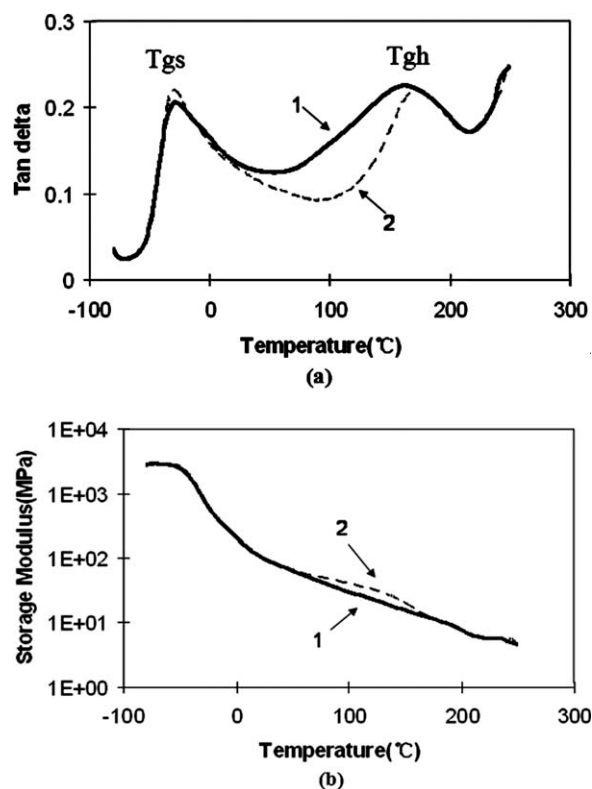 0.3
Tgs
Tgh
1
0.2
Tan delta
0.1
2
0
-100
0
100
200
300
Temperature(℃)
(a)
1E+04
Storage Modulus(MPa)
1E+03
2
1E+02
1E+01
1
1E+00
-100
0
100
200
300
Temperature(℃)
(b)